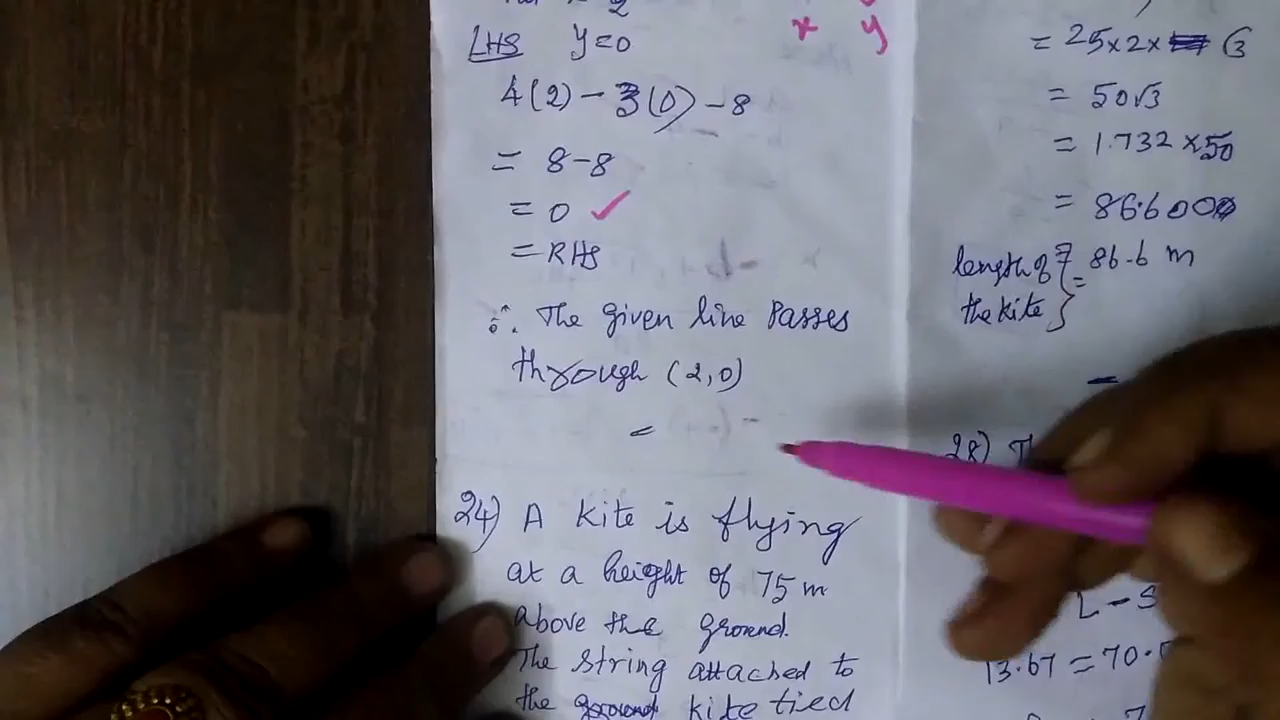 LHS y=0
4(2) - 3(0) - 8
= 8-8
= 0 ✓
= RHS
∴ The given line passes
through (2,0)
=
24) A kite is flying
at a height of 75 m
above the ground.
The string attached to
the kite tied
x y
= 25×2×
= 50√3
= 1.732 × 50
= 86.6000
length of } = 86.6 m
the kite }
28)
L - S
13.67 = 70.